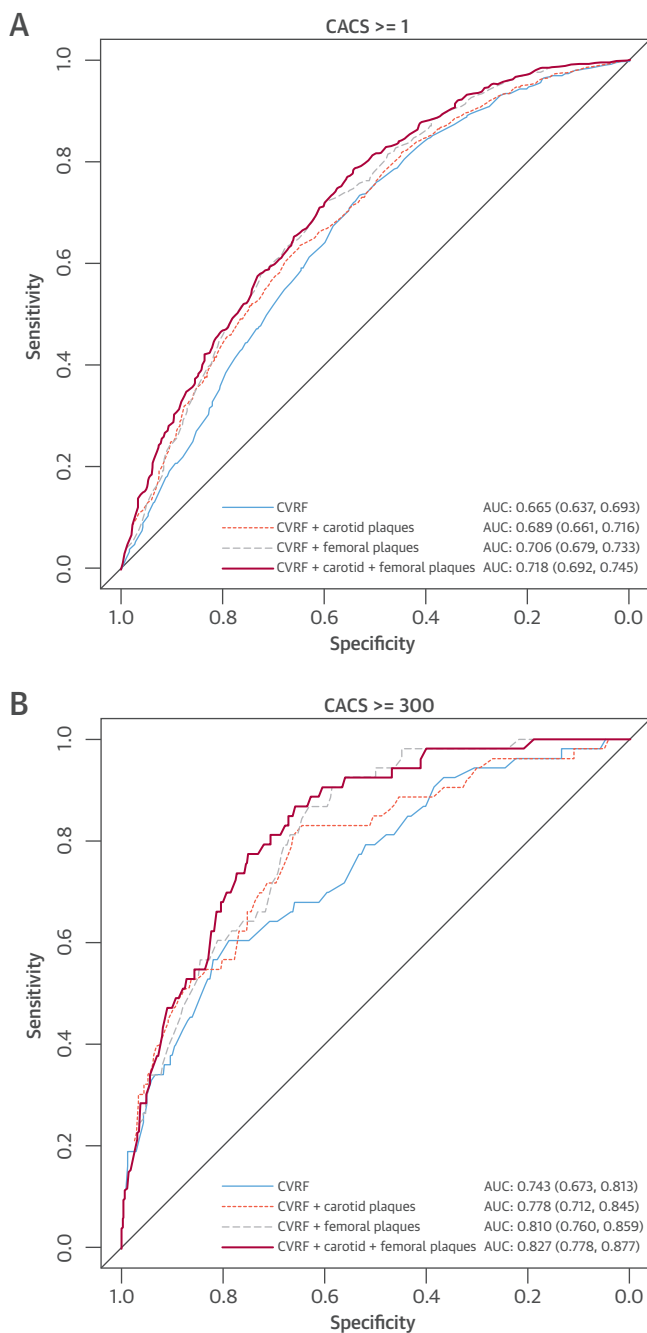 A
CACS >= 1
1.0
0.8
0.6
0.4
0.2
0.0
Sensitivity
CVRF AUC: 0.665 (0.637, 0.693)
CVRF + carotid plaques AUC: 0.689 (0.661, 0.716)
CVRF + femoral plaques AUC: 0.706 (0.679, 0.733)
CVRF + carotid + femoral plaques AUC: 0.718 (0.692, 0.745)
1.0 0.8 0.6 0.4 0.2 0.0
Specificity
B
CACS >= 300
1.0
0.8
0.6
0.4
0.2
0.0
Sensitivity
CVRF AUC: 0.743 (0.673, 0.813)
CVRF + carotid plaques AUC: 0.778 (0.712, 0.845)
CVRF + femoral plaques AUC: 0.810 (0.760, 0.859)
CVRF + carotid + femoral plaques AUC: 0.827 (0.778, 0.877)
1.0 0.8 0.6 0.4 0.2 0.0
Specificity